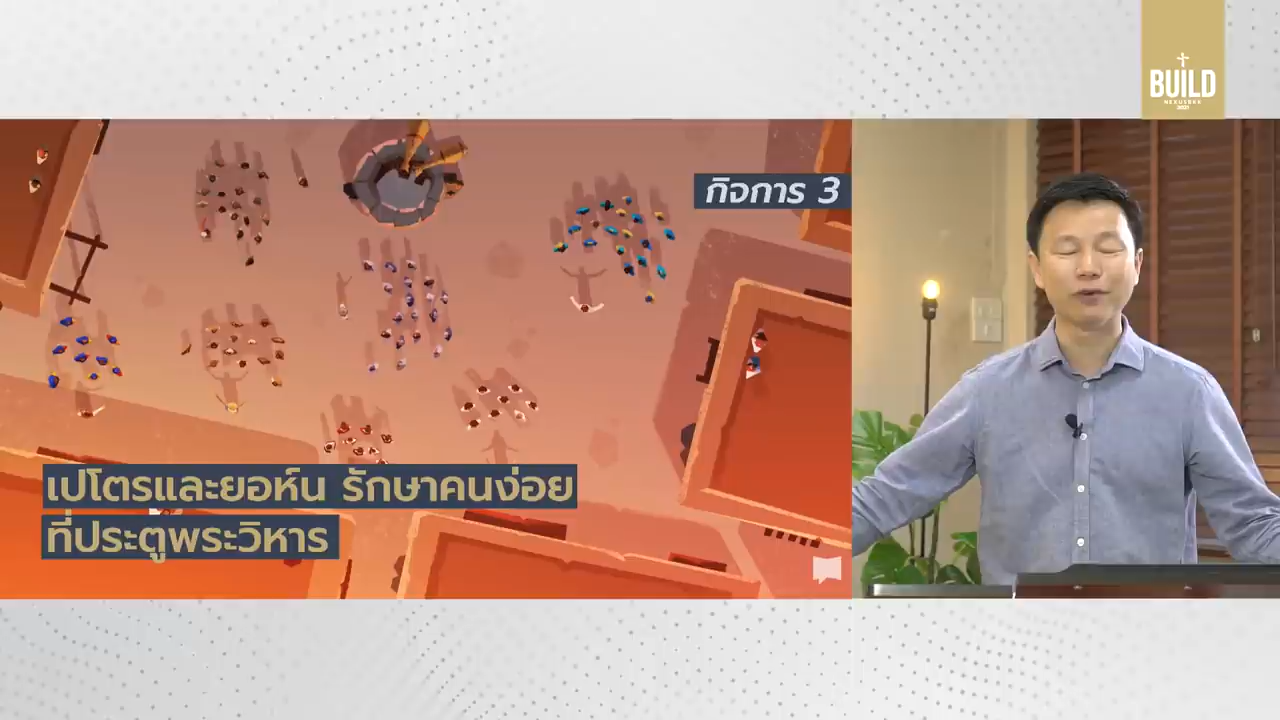 BUILD
NEXUSBKK
2021
กิจการ 3
เปโตรและยอห์น รักษาคนง่อย
ที่ประตูพระวิหาร